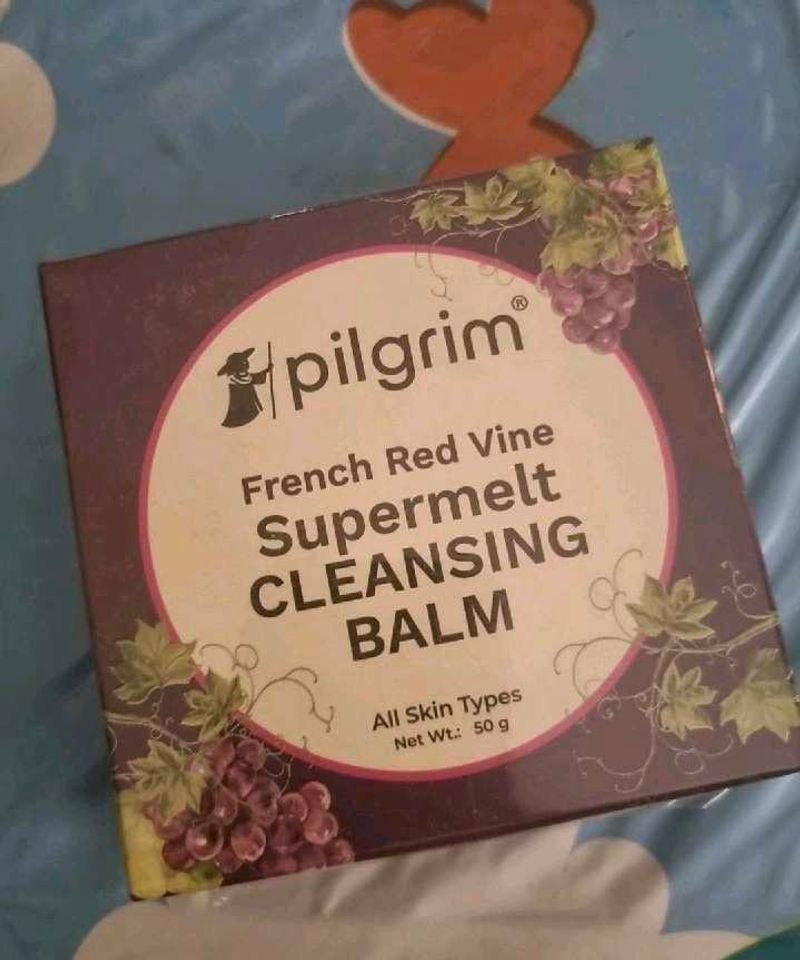 pilgrim®
French Red Vine
Supermelt
CLEANSING
BALM
All Skin Types
Net Wt.: 50 g